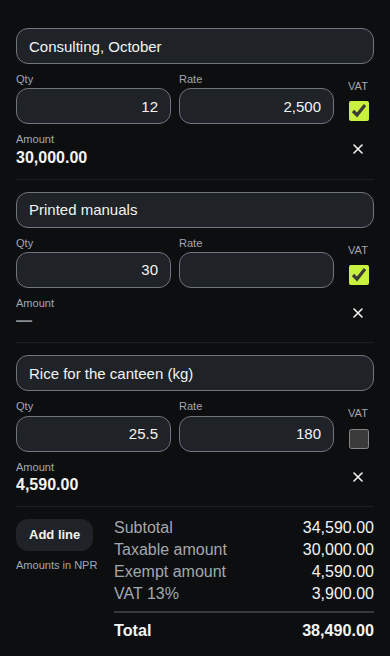 Consulting, October
Qty Rate VAT
12 2,500
Amount
30,000.00
Printed manuals
Qty Rate VAT
30
Amount
—
Rice for the canteen (kg)
Qty Rate VAT
25.5 180
Amount
4,590.00
Add line
Amounts in NPR
Subtotal 34,590.00
Taxable amount 30,000.00
Exempt amount 4,590.00
VAT 13% 3,900.00
Total 38,490.00